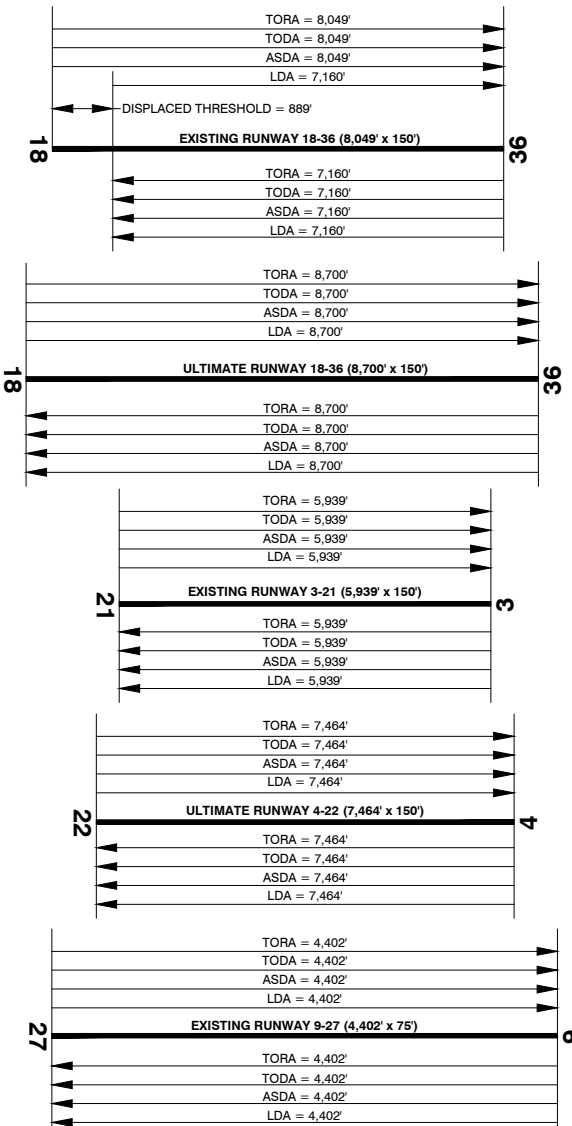 TORA = 8,049'
TODA = 8,049'
ASDA = 8,049'
LDA = 7,160'
DISPLACED THRESHOLD = 889'
18
EXISTING RUNWAY 18-36 (8,049' x 150')
36
TORA = 7,160'
TODA = 7,160'
ASDA = 7,160'
LDA = 7,160'
TORA = 8,700'
TODA = 8,700'
ASDA = 8,700'
LDA = 8,700'
18
ULTIMATE RUNWAY 18-36 (8,700' x 150')
36
TORA = 8,700'
TODA = 8,700'
ASDA = 8,700'
LDA = 8,700'
TORA = 5,939'
TODA = 5,939'
ASDA = 5,939'
LDA = 5,939'
21
EXISTING RUNWAY 3-21 (5,939' x 150')
3
TORA = 5,939'
TODA = 5,939'
ASDA = 5,939'
LDA = 5,939'
TORA = 7,464'
TODA = 7,464'
ASDA = 7,464'
LDA = 7,464'
22
ULTIMATE RUNWAY 4-22 (7,464' x 150')
4
TORA = 7,464'
TODA = 7,464'
ASDA = 7,464'
LDA = 7,464'
TORA = 4,402'
TODA = 4,402'
ASDA = 4,402'
LDA = 4,402'
27
EXISTING RUNWAY 9-27 (4,402' x 75')
9
TORA = 4,402'
TODA = 4,402'
ASDA = 4,402'
LDA = 4,402'